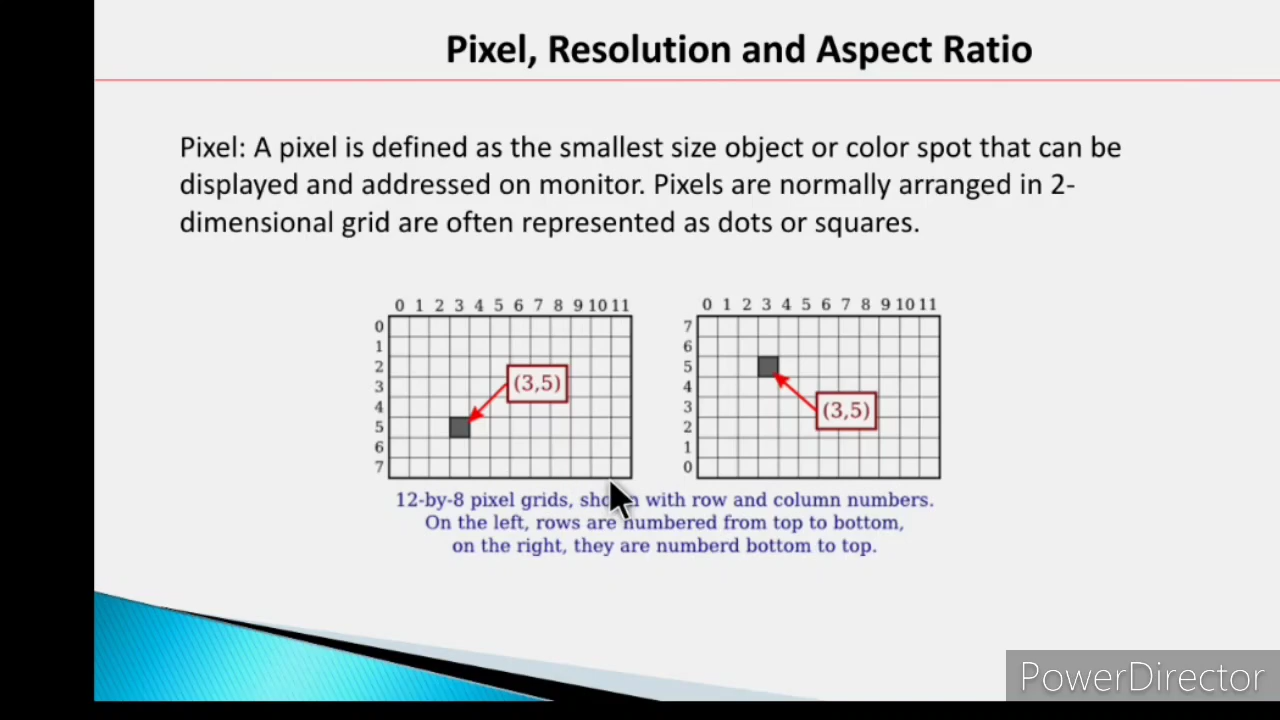 Pixel, Resolution and Aspect Ratio
Pixel: A pixel is defined as the smallest size object or color spot that can be
displayed and addressed on monitor. Pixels are normally arranged in 2-
dimensional grid are often represented as dots or squares.
0 1 2 3 4 5 6 7 8 9 10 11
0
1
2
3
4
5
6
7
(3,5)
0 1 2 3 4 5 6 7 8 9 10 11
7
6
5
4
3
2
1
0
(3,5)
12-by-8 pixel grids, shown with row and column numbers.
On the left, rows are numbered from top to bottom,
on the right, they are numberd bottom to top.
PowerDirector